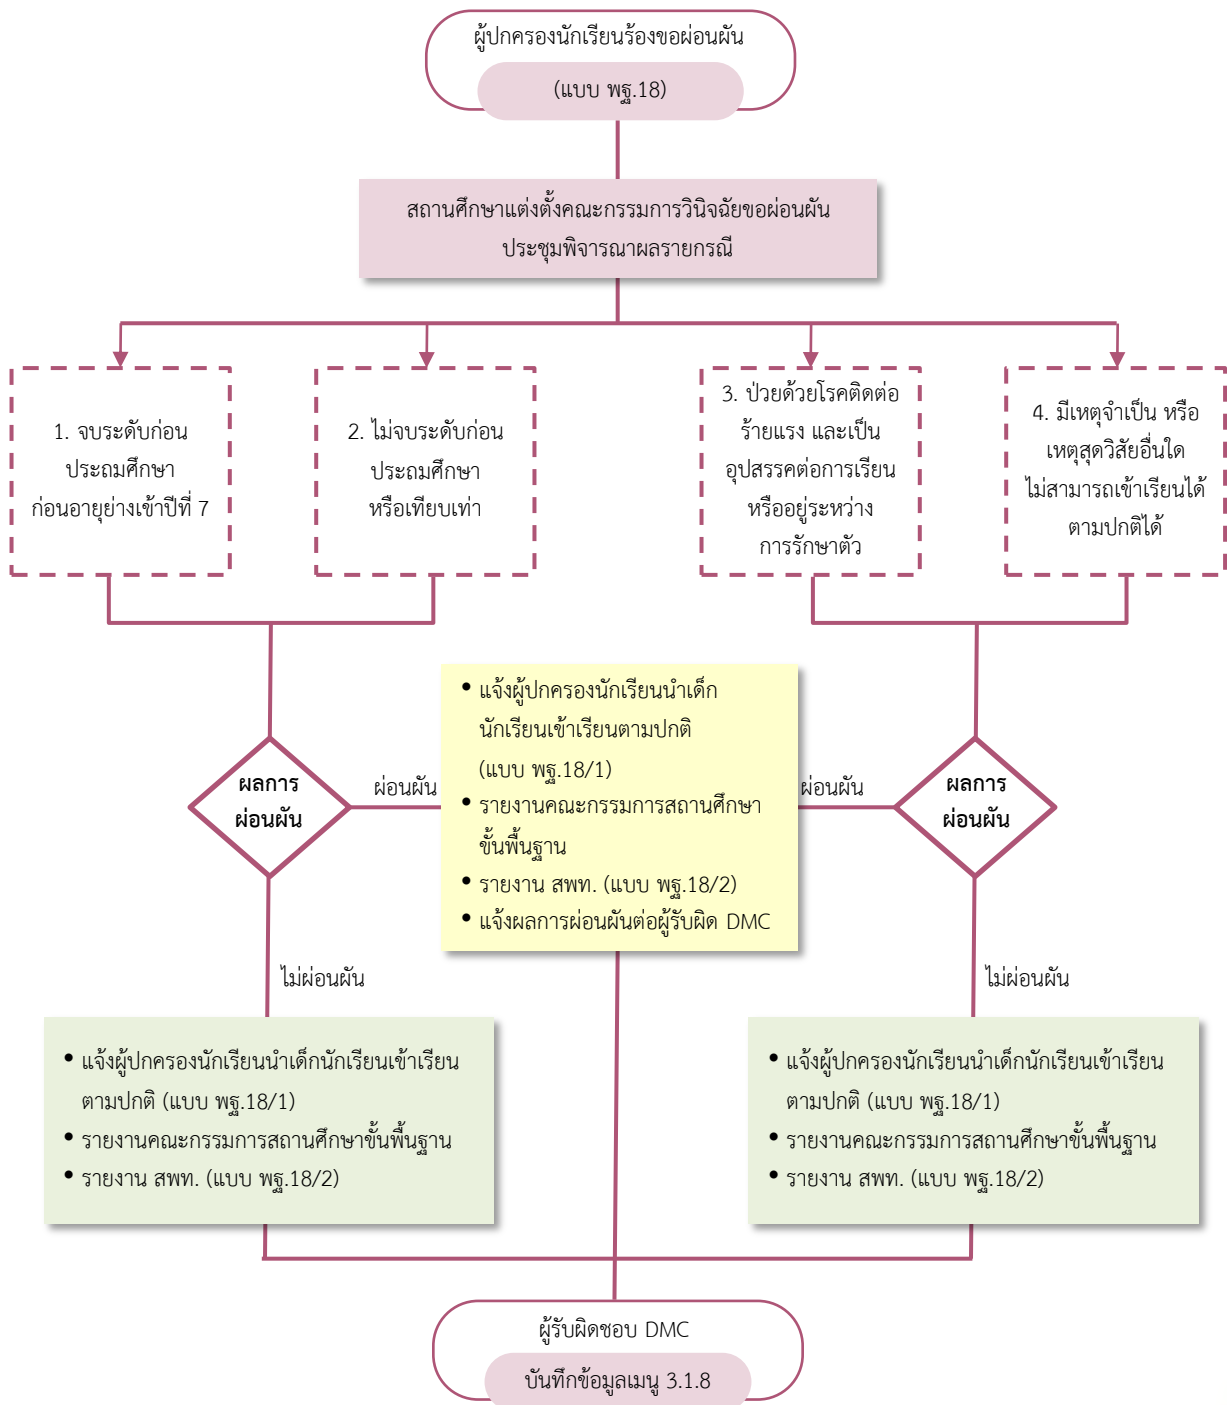 ผู้ปกครองนักเรียนร้องขอผ่อนผัน
(แบบ พฐ.18)
สถานศึกษาแต่งตั้งคณะกรรมการวินิจฉัยขอผ่อนผัน
ประชุมพิจารณาผลรายกรณี
1. จบระดับก่อน
ประถมศึกษา
ก่อนอายุย่างเข้าปีที่ 7
2. ไม่จบระดับก่อน
ประถมศึกษา
หรือเทียบเท่า
3. ป่วยด้วยโรคติดต่อ
ร้ายแรง และเป็น
อุปสรรคต่อการเรียน
หรืออยู่ระหว่าง
การรักษาตัว
4. มีเหตุจำเป็น หรือ
เหตุสุดวิสัยอื่นใด
ไม่สามารถเข้าเรียนได้
ตามปกติได้
ผลการ
ผ่อนผัน
ผ่อนผัน
• แจ้งผู้ปกครองนักเรียนนำเด็ก
นักเรียนเข้าเรียนตามปกติ
(แบบ พฐ.18/1)
• รายงานคณะกรรมการสถานศึกษา
ขั้นพื้นฐาน
• รายงาน สพท. (แบบ พฐ.18/2)
• แจ้งผลการผ่อนผันต่อผู้รับผิด DMC
ผ่อนผัน
ผลการ
ผ่อนผัน
ไม่ผ่อนผัน
ไม่ผ่อนผัน
• แจ้งผู้ปกครองนักเรียนนำเด็กนักเรียนเข้าเรียน
ตามปกติ (แบบ พฐ.18/1)
• รายงานคณะกรรมการสถานศึกษาขั้นพื้นฐาน
• รายงาน สพท. (แบบ พฐ.18/2)
• แจ้งผู้ปกครองนักเรียนนำเด็กนักเรียนเข้าเรียน
ตามปกติ (แบบ พฐ.18/1)
• รายงานคณะกรรมการสถานศึกษาขั้นพื้นฐาน
• รายงาน สพท. (แบบ พฐ.18/2)
ผู้รับผิดชอบ DMC
บันทึกข้อมูลเมนู 3.1.8